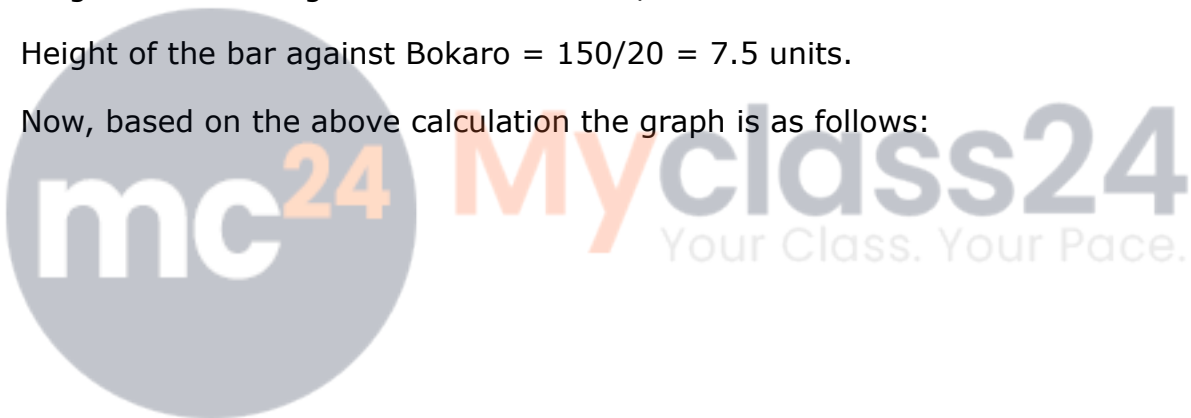 Height of the bar against Bokaro = 150/20 = 7.5 units.
Now, based on the above calculation the graph is as follows:
mc24
Myclass24
Your Class. Your Pace.